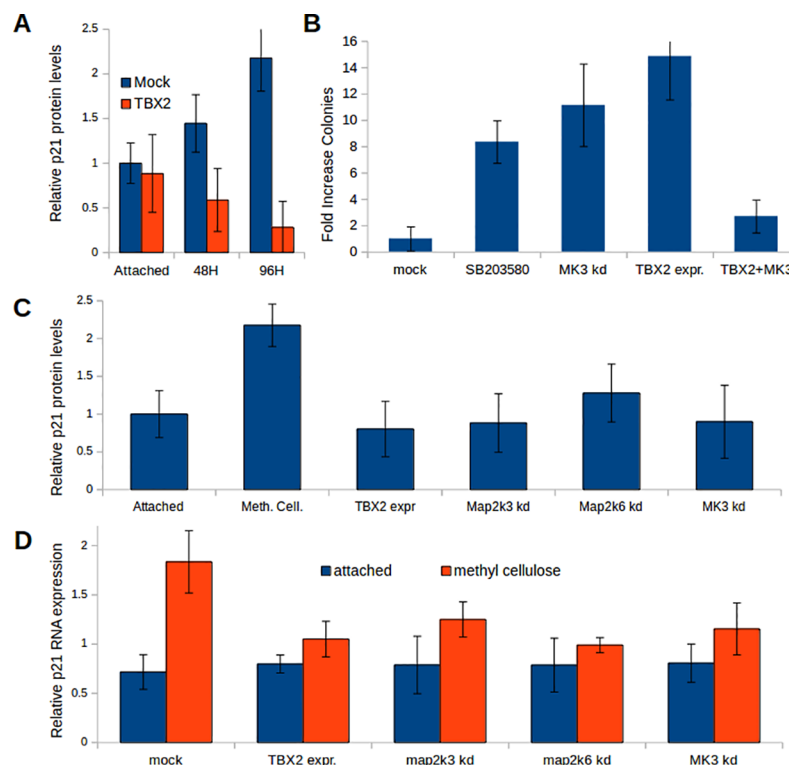 A
Relative p21 protein levels
2.5
2
1.5
1
0.5
0
Mock
TBX2
Attached 48H 96H
B
Fold Increase Colonies
16
14
12
10
8
6
4
2
0
mock SB203580 MK3 kd TBX2 expr. TBX2+MK3
C
Relative p21 protein levels
2.5
2
1.5
1
0.5
0
Attached Meth. Cell. TBX2 expr Map2k3 kd Map2k6 kd MK3 kd
D
Relative p21 RNA expression
2
1.5
1
0.5
0
attached methyl cellulose
mock TBX2 expr. map2k3 kd map2k6 kd MK3 kd